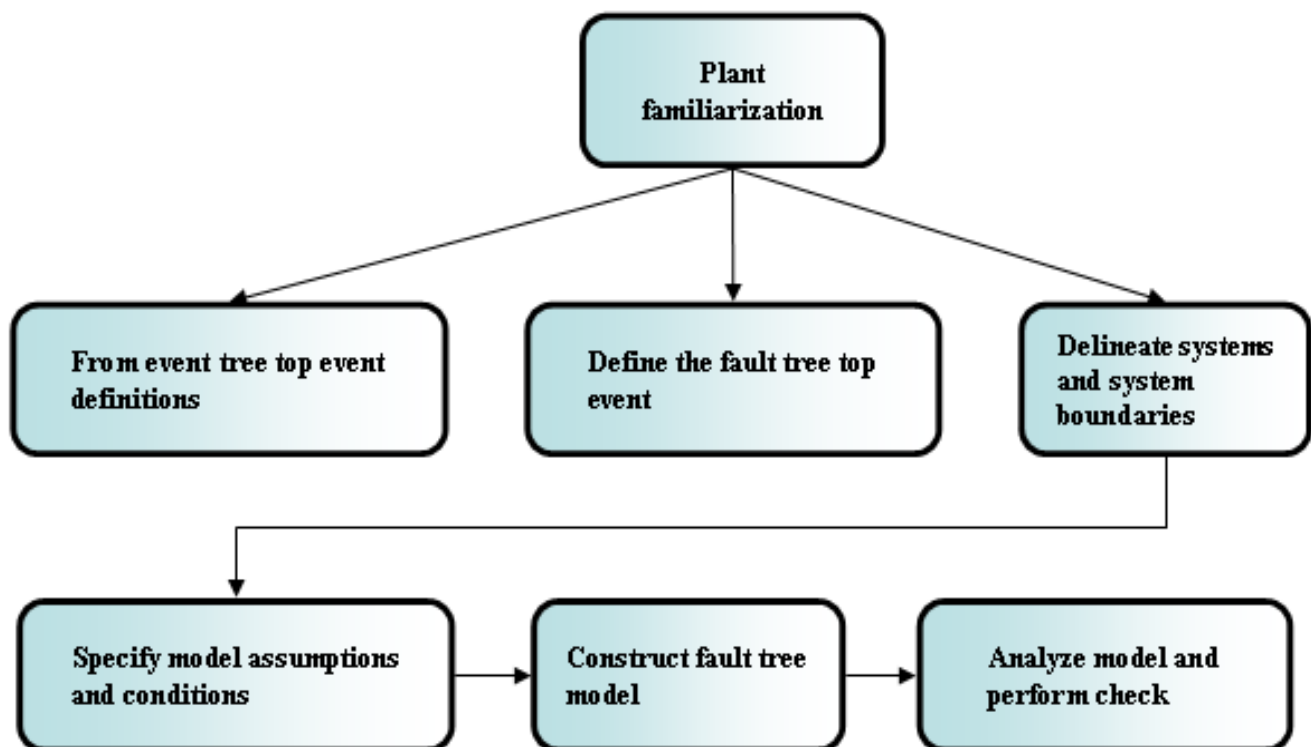 Plant
familiarization
From event tree top event
definitions
Define the fault tree top
event
Delineate systems
and system
boundaries
Specify model assumptions
and conditions
Construct fault tree
model
Analyze model and
perform check